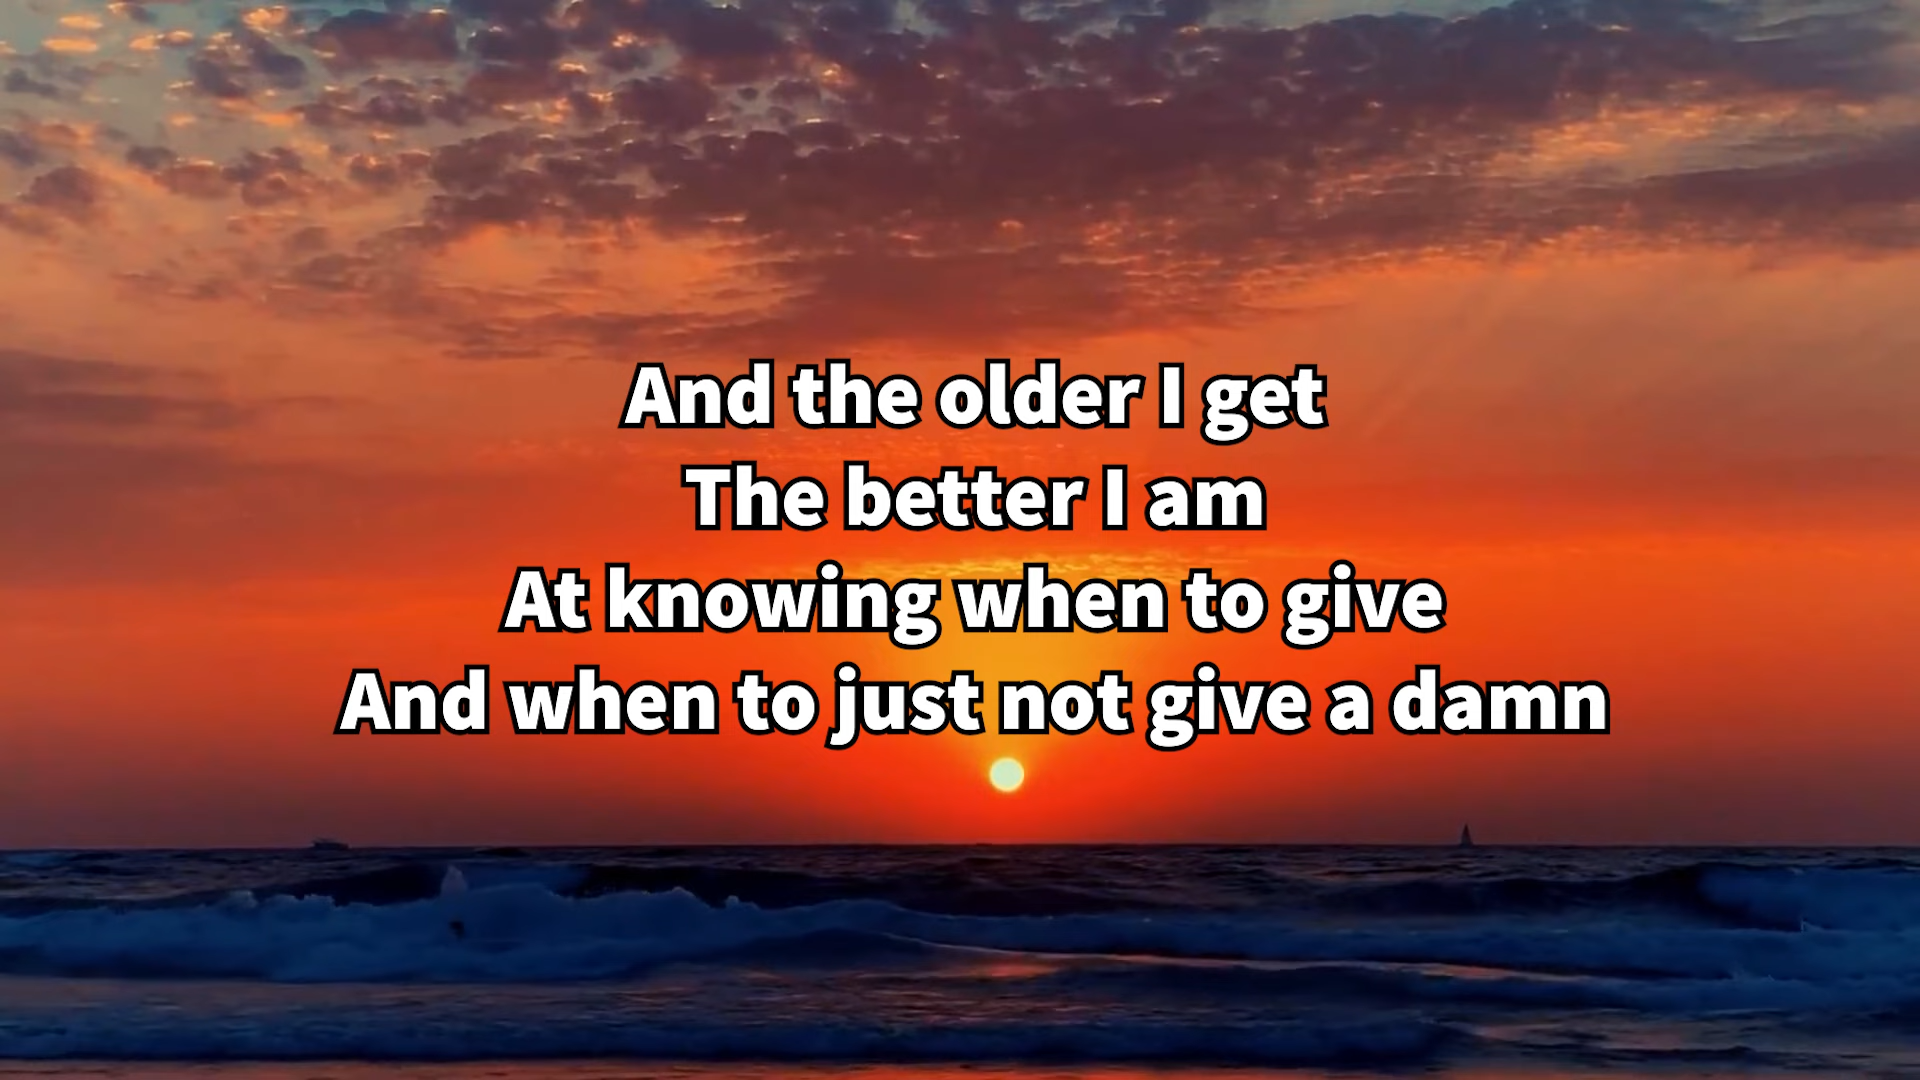 And the older I get
The better I am
At knowing when to give
And when to just not give a damn